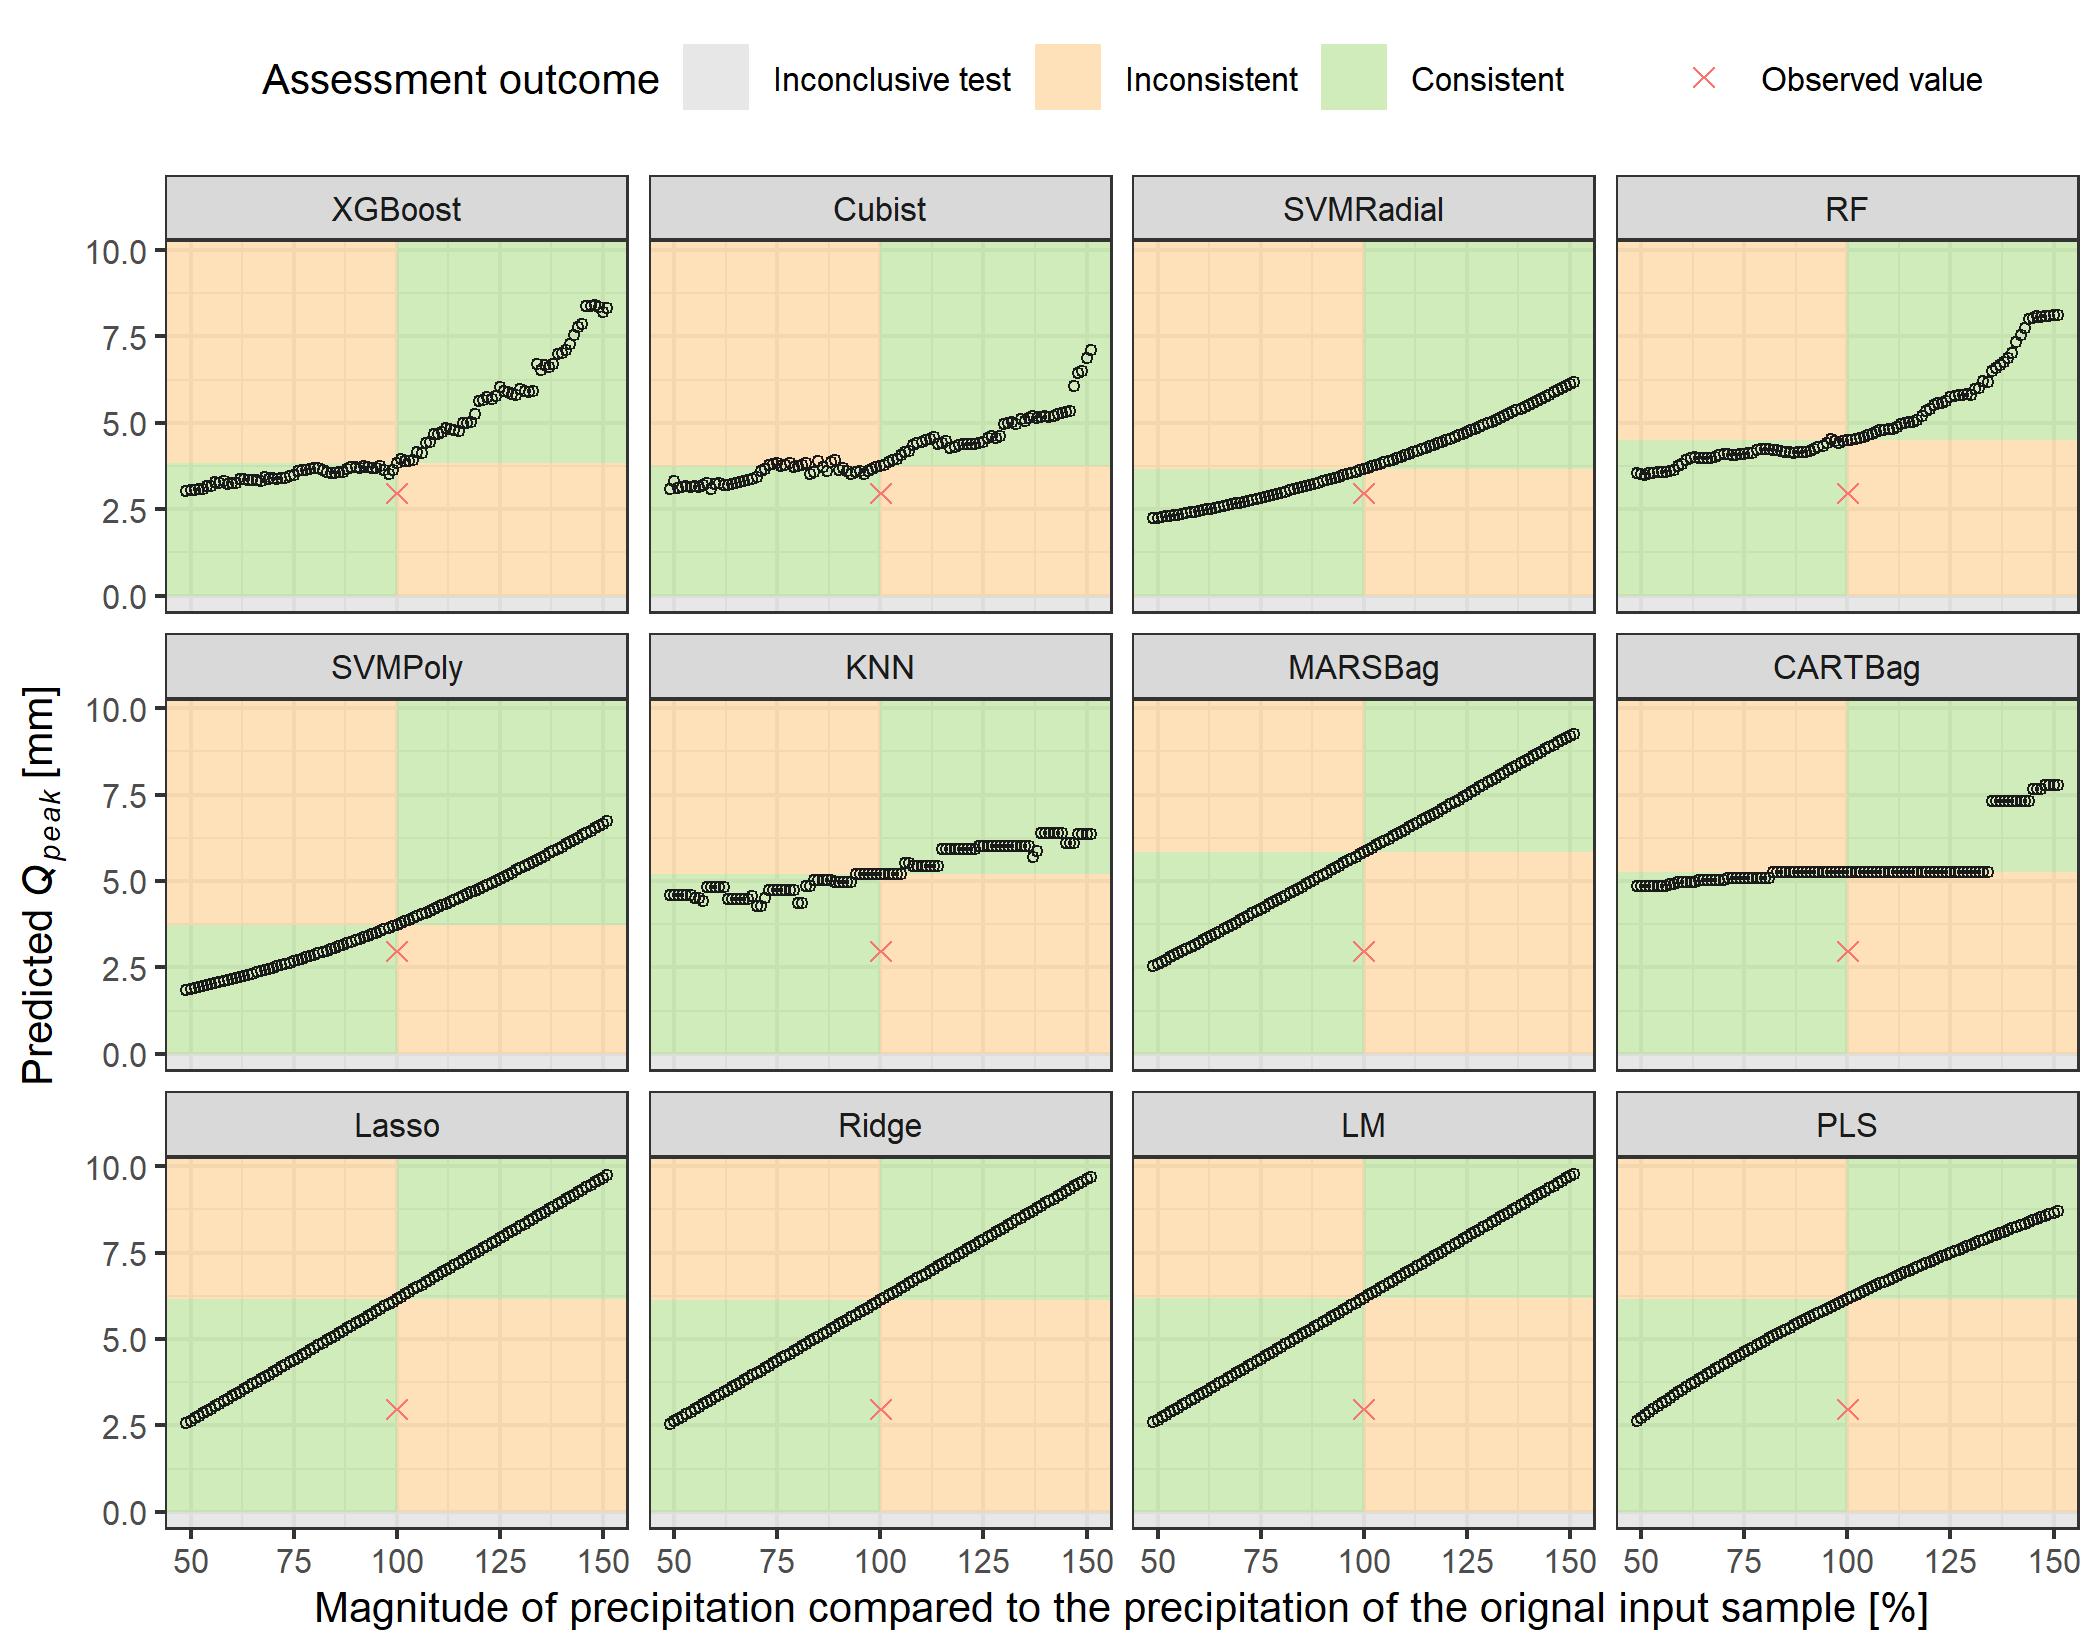 Assessment outcome Inconclusive test Inconsistent Consistent Observed value
XGBoost Cubist SVMRadial RF
10.0
7.5
5.0
2.5
0.0
SVMPoly KNN MARSBag CARTBag
10.0
7.5
5.0
2.5
0.0
Lasso Ridge LM PLS
10.0
7.5
5.0
2.5
0.0
50 75 100 125 150 50 75 100 125 150 50 75 100 125 150 50 75 100 125 150
Predicted Qpeak [mm]
Magnitude of precipitation compared to the precipitation of the orignal input sample [%]